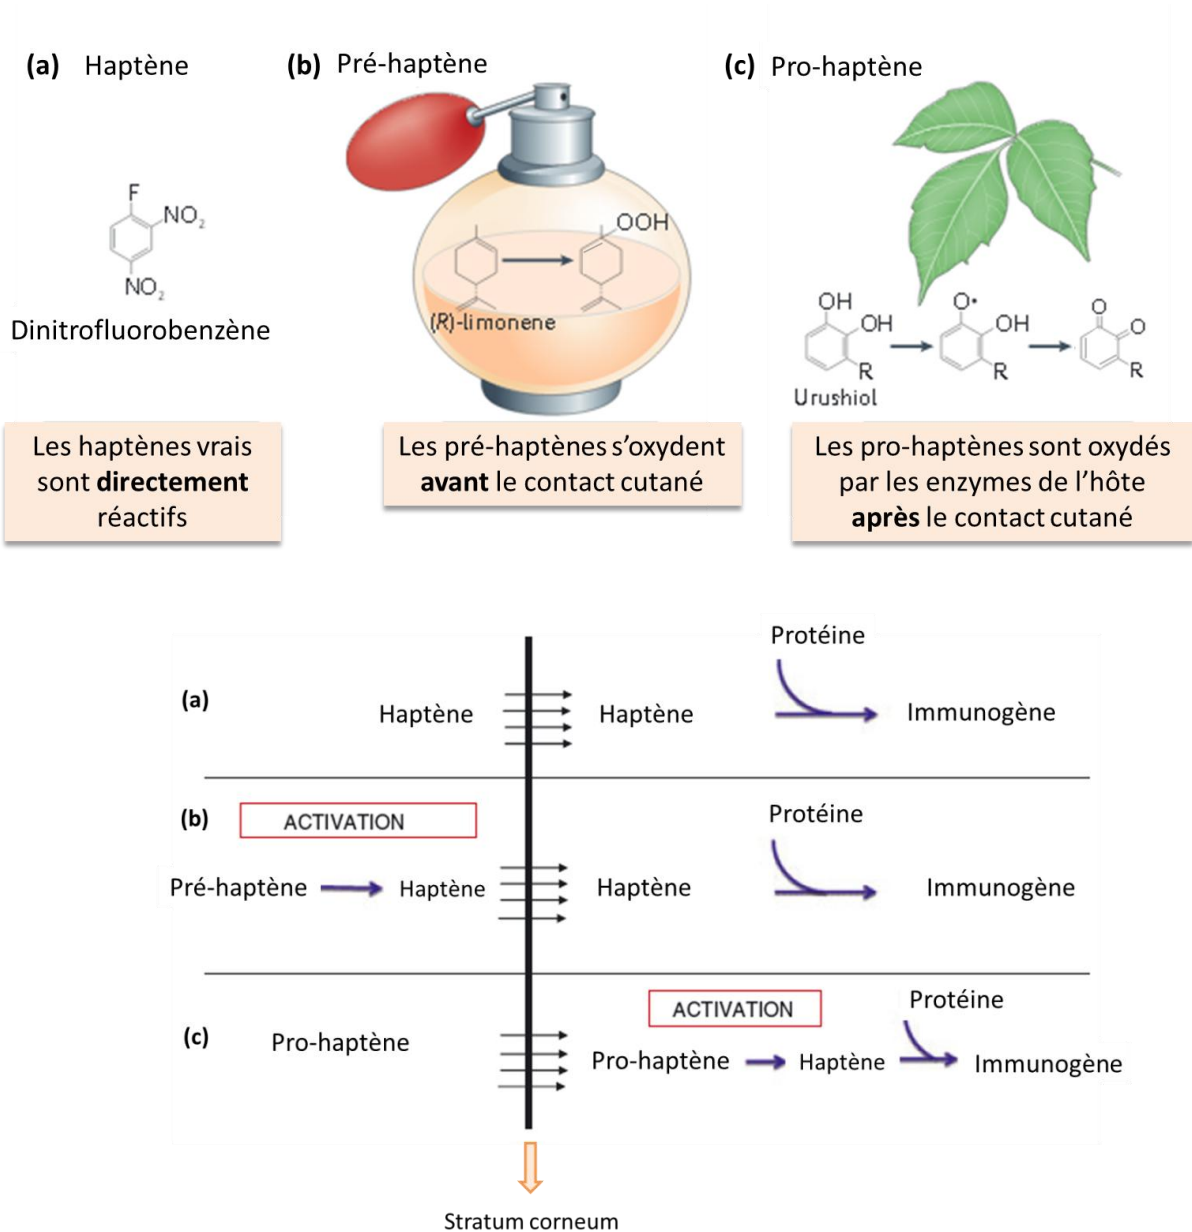 (a) Haptène
(b) Pré-haptène
(c) Pro-haptène
F
NO2
NO2
Dinitrofluorobenzène
OOH
(R)-limonene
OH
OH
R
Urushiol
O•
OH
R
O
O
R
Les haptènes vrais
sont directement
réactifs
Les pré-haptènes s'oxydent
avant le contact cutané
Les pro-haptènes sont oxydés
par les enzymes de l'hôte
après le contact cutané
(a)
Haptène
Haptène
Protéine
Immunogène
(b)
ACTIVATION
Pré-haptène
Haptène
Haptène
Protéine
Immunogène
(c)
Pro-haptène
ACTIVATION
Pro-haptène
Haptène
Protéine
Immunogène
Stratum corneum